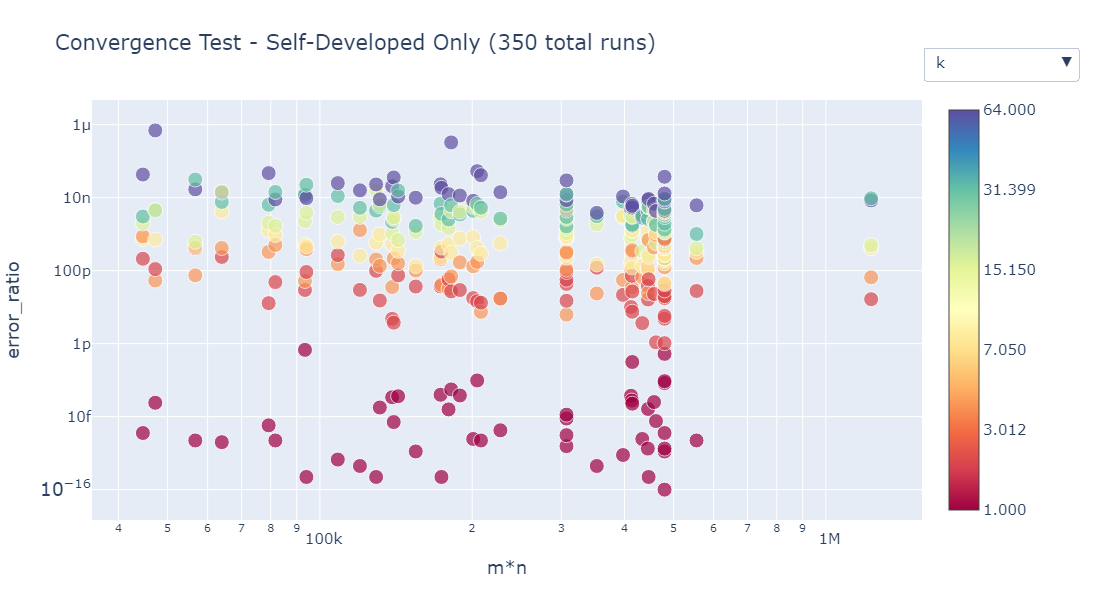 Convergence Test - Self-Developed Only (350 total runs)
k ▼
1μ
10n
100p
1p
10f
10⁻¹⁶
error_ratio
4 5 6 7 8 9 100k 2 3 4 5 6 7 8 9 1M
m*n
64.000
31.399
15.150
7.050
3.012
1.000